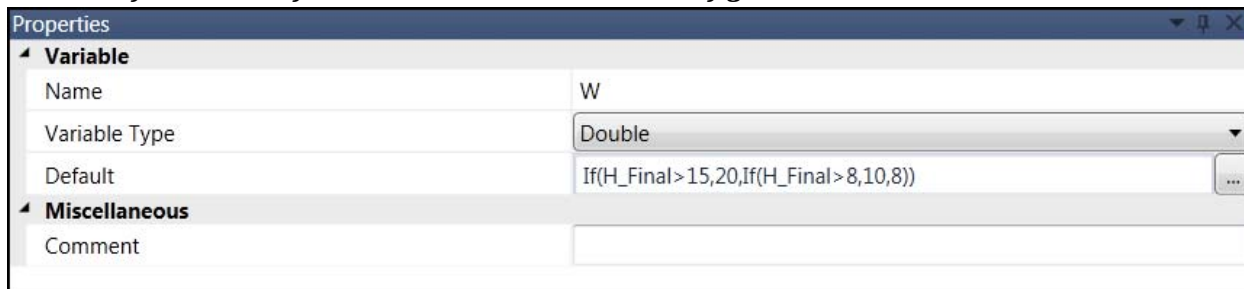 Properties
Variable
Name W
Variable Type Double
Default If(H_Final>15,20,If(H_Final>8,10,8)) ...
Miscellaneous
Comment